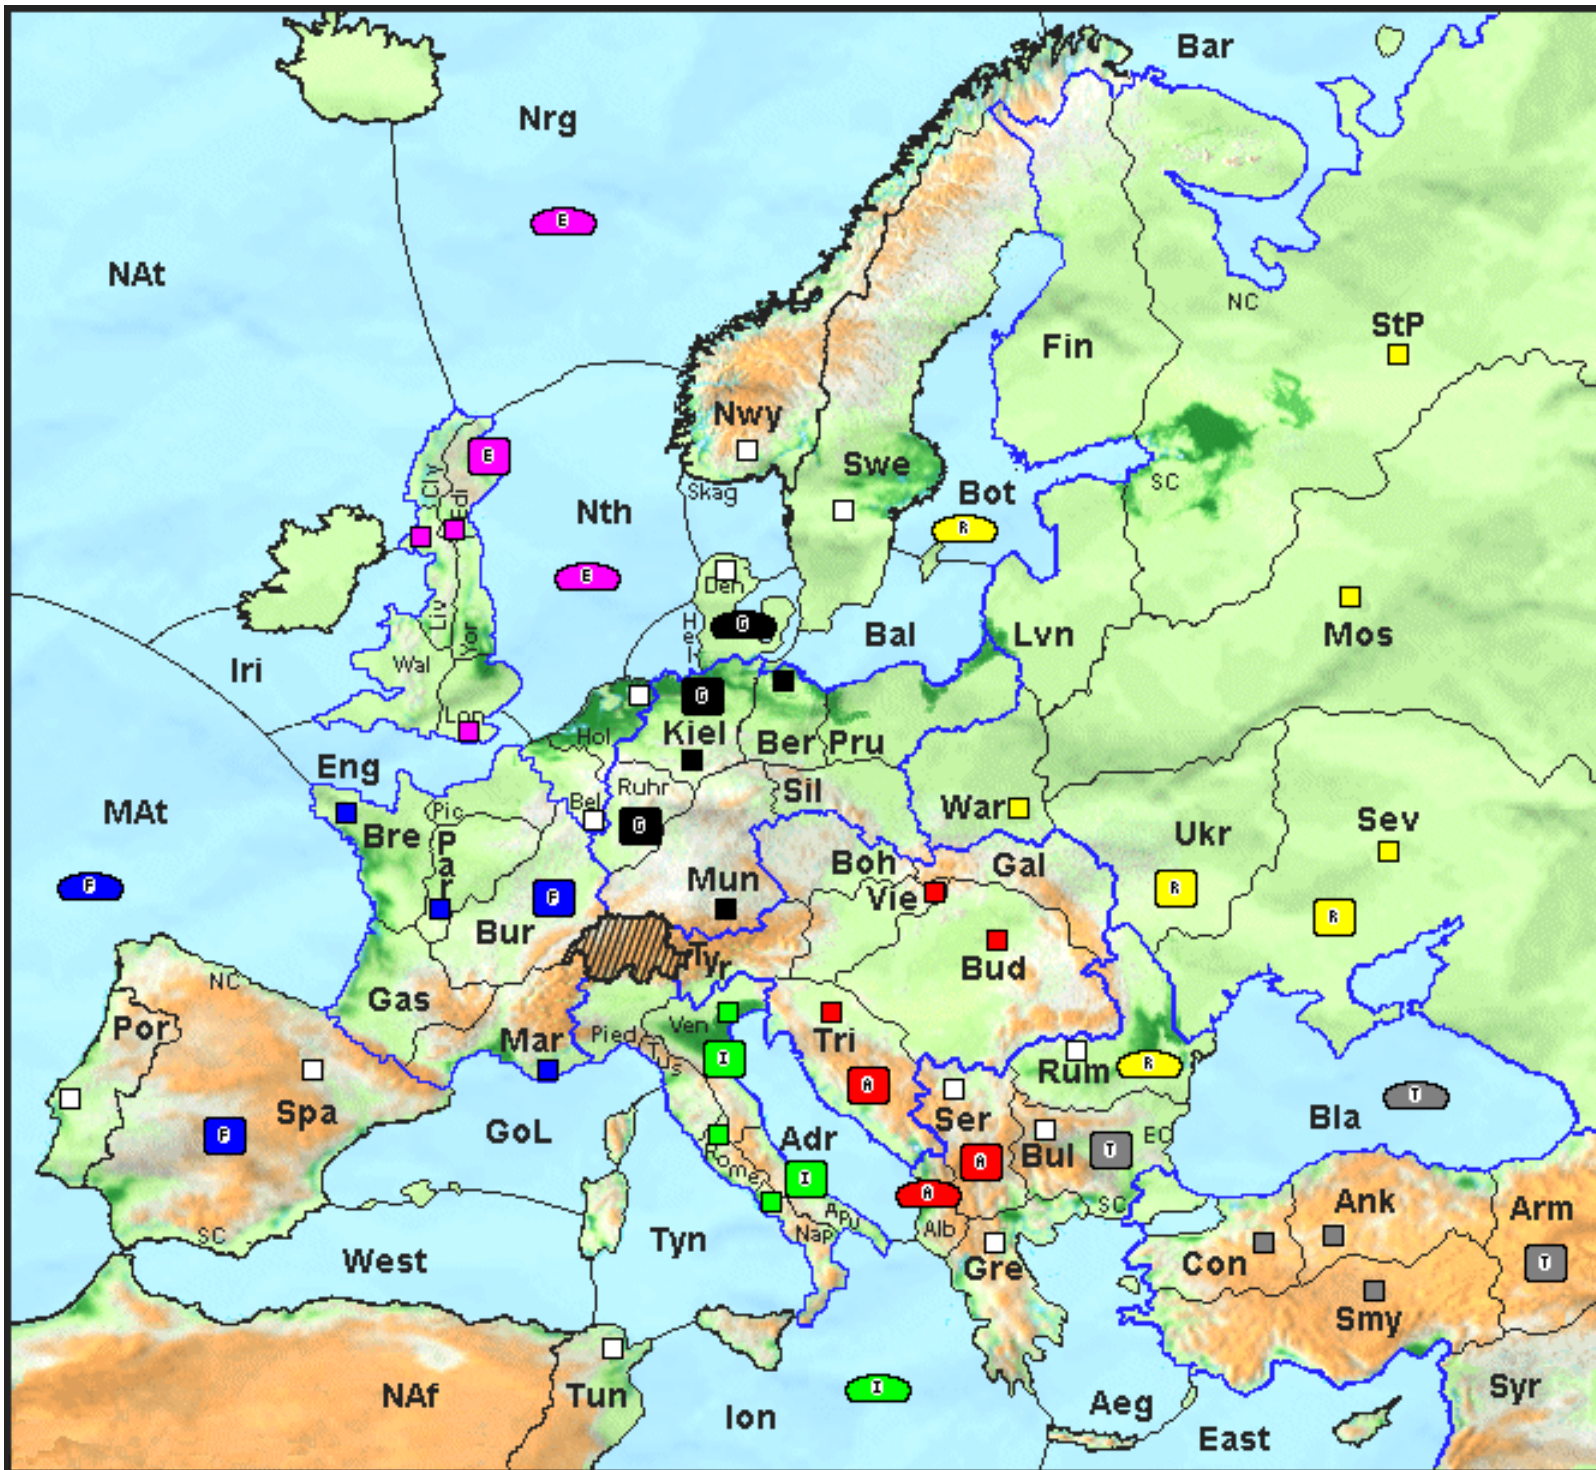 Bar
Nrg
E
NAt
NC
StP
Fin
Nwy
E
Cly
Edi
Swe
SC
Skag
Bot
Nth
R
E
Den
Hel
G
Liv
Yor
Bal
Lvn
Mos
Iri
Wal
G
Lon
Hol
Kiel
Ber
Pru
Eng
Ruhr
Sil
Bel
Pic
MAt
War
Bre
Par
G
Ukr
Sev
Boh
Gal
F
Mun
Vie
R
F
R
Bur
Tyr
Bud
NC
Gas
Por
Ven
Pied
Mar
Tri
Tus
I
Rum
R
A
Spa
Ser
T
Bla
GoL
F
Adr
EC
Bul
T
Rome
A
I
A
Ank
SC
Arm
Apu
Alb
Nap
SC
Tyn
West
Con
Gre
T
Smy
I
NAf
Tun
Syr
Aeg
Ion
East